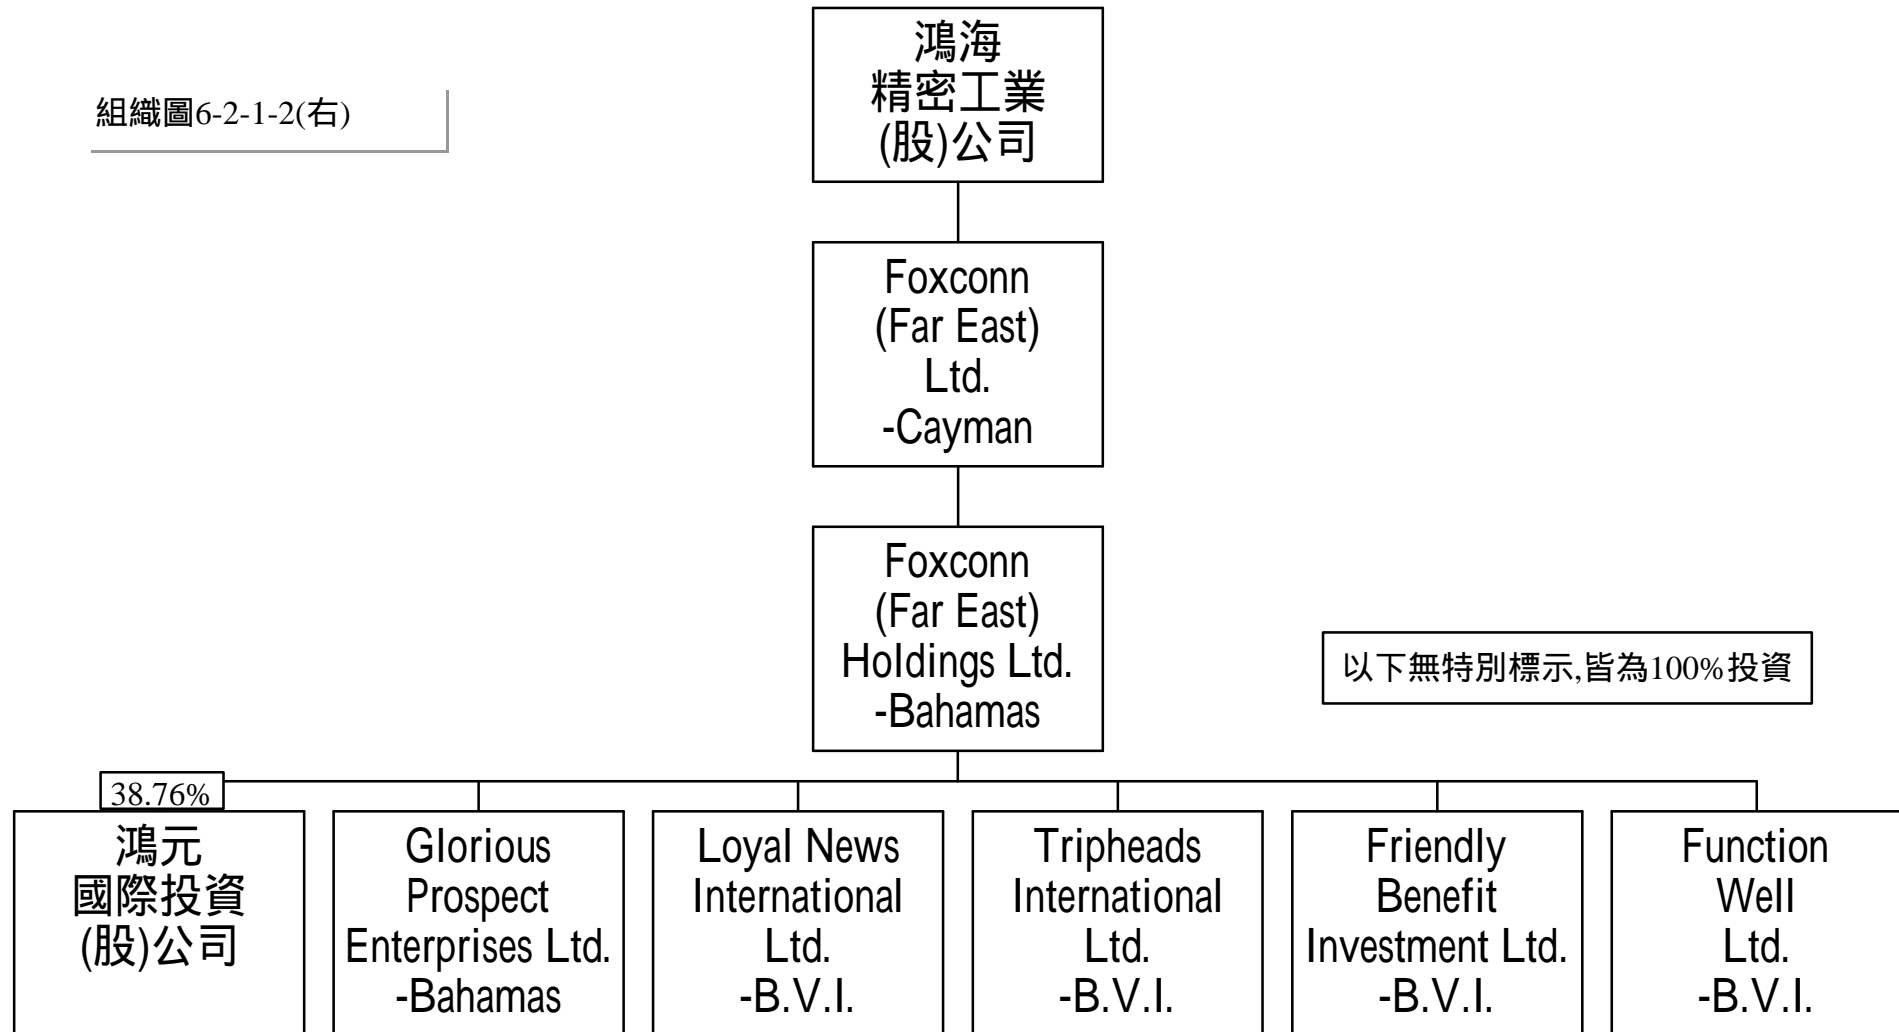 組織圖6-2-1-2(右)
鴻海
精密工業
(股)公司
Foxconn
(Far East)
Ltd.
-Cayman
Foxconn
(Far East)
Holdings Ltd.
-Bahamas
以下無特別標示,皆為100%投資
38.76%
鴻元
國際投資
(股)公司
Glorious
Prospect
Enterprises Ltd.
-Bahamas
Loyal News
International
Ltd.
-B.V.I.
Tripheads
International
Ltd.
-B.V.I.
Friendly
Benefit
Investment Ltd.
-B.V.I.
Function
Well
Ltd.
-B.V.I.